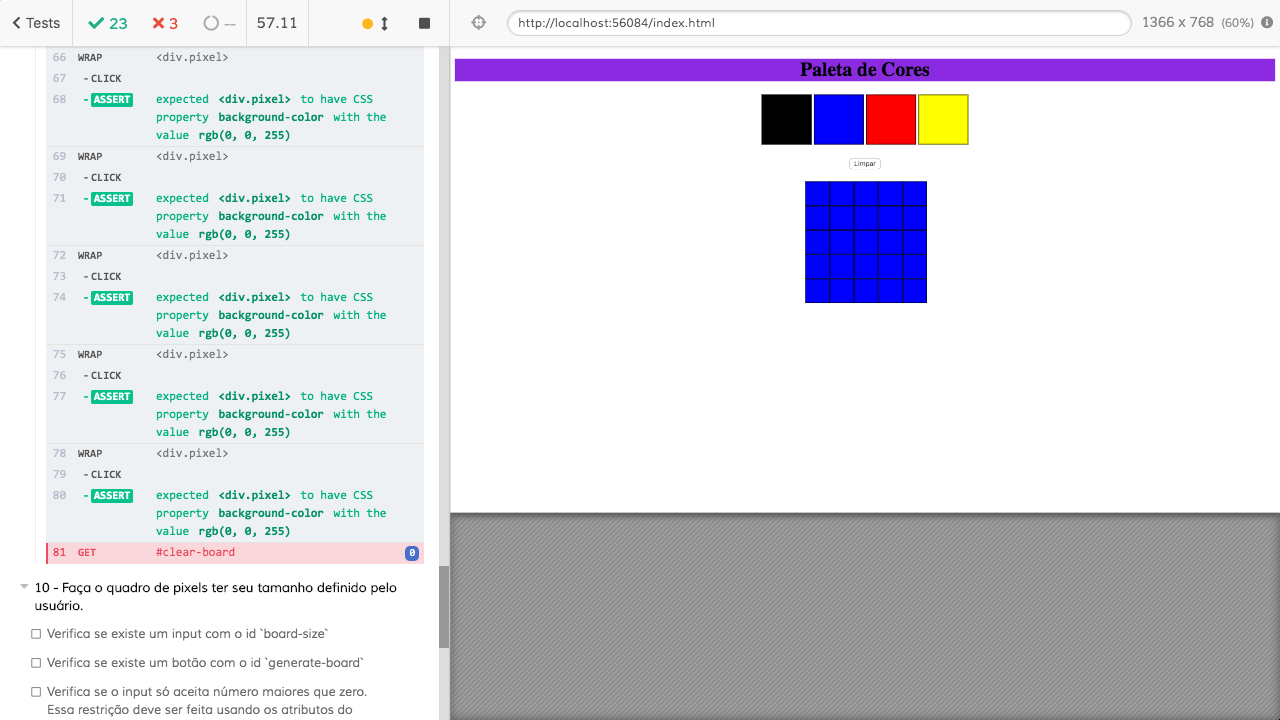 Tests 23 3 -- 57.11 http://localhost:56084/index.html 1366 x 768 (60%)
66 WRAP <div.pixel>
67 -CLICK
68 -ASSERT expected <div.pixel> to have CSS
property background-color with the
value rgb(0, 0, 255)
69 WRAP <div.pixel>
70 -CLICK
71 -ASSERT expected <div.pixel> to have CSS
property background-color with the
value rgb(0, 0, 255)
72 WRAP <div.pixel>
73 -CLICK
74 -ASSERT expected <div.pixel> to have CSS
property background-color with the
value rgb(0, 0, 255)
75 WRAP <div.pixel>
76 -CLICK
77 -ASSERT expected <div.pixel> to have CSS
property background-color with the
value rgb(0, 0, 255)
78 WRAP <div.pixel>
79 -CLICK
80 -ASSERT expected <div.pixel> to have CSS
property background-color with the
value rgb(0, 0, 255)
81 GET #clear-board 0
10 - Faça o quadro de pixels ter seu tamanho definido pelo
usuário.
Verifica se existe um input com o id `board-size`
Verifica se existe um botão com o id `generate-board`
Verifica se o input só aceita número maiores que zero.
Essa restrição deve ser feita usando os atributos do
Paleta de Cores
Limpar